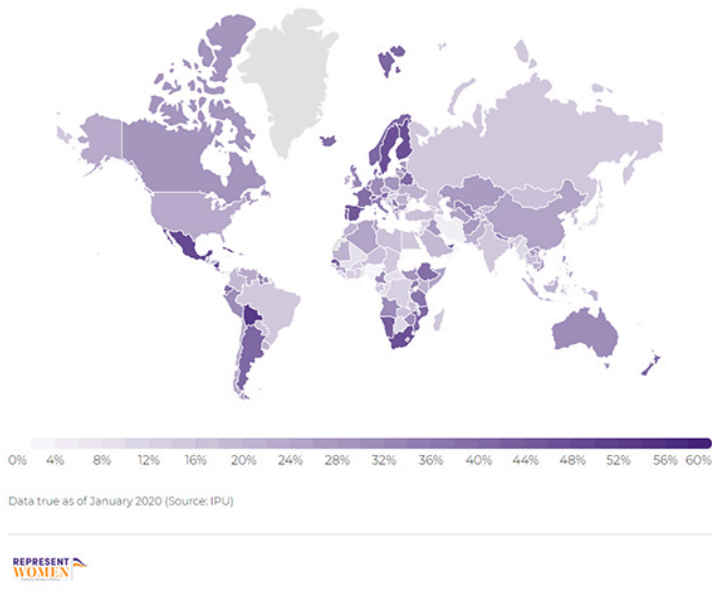 0% 4% 8% 12% 16% 20% 24% 28% 32% 36% 40% 44% 48% 52% 56% 60%
Data true as of January 2020 (Source: IPU)
REPRESENT
WOMEN